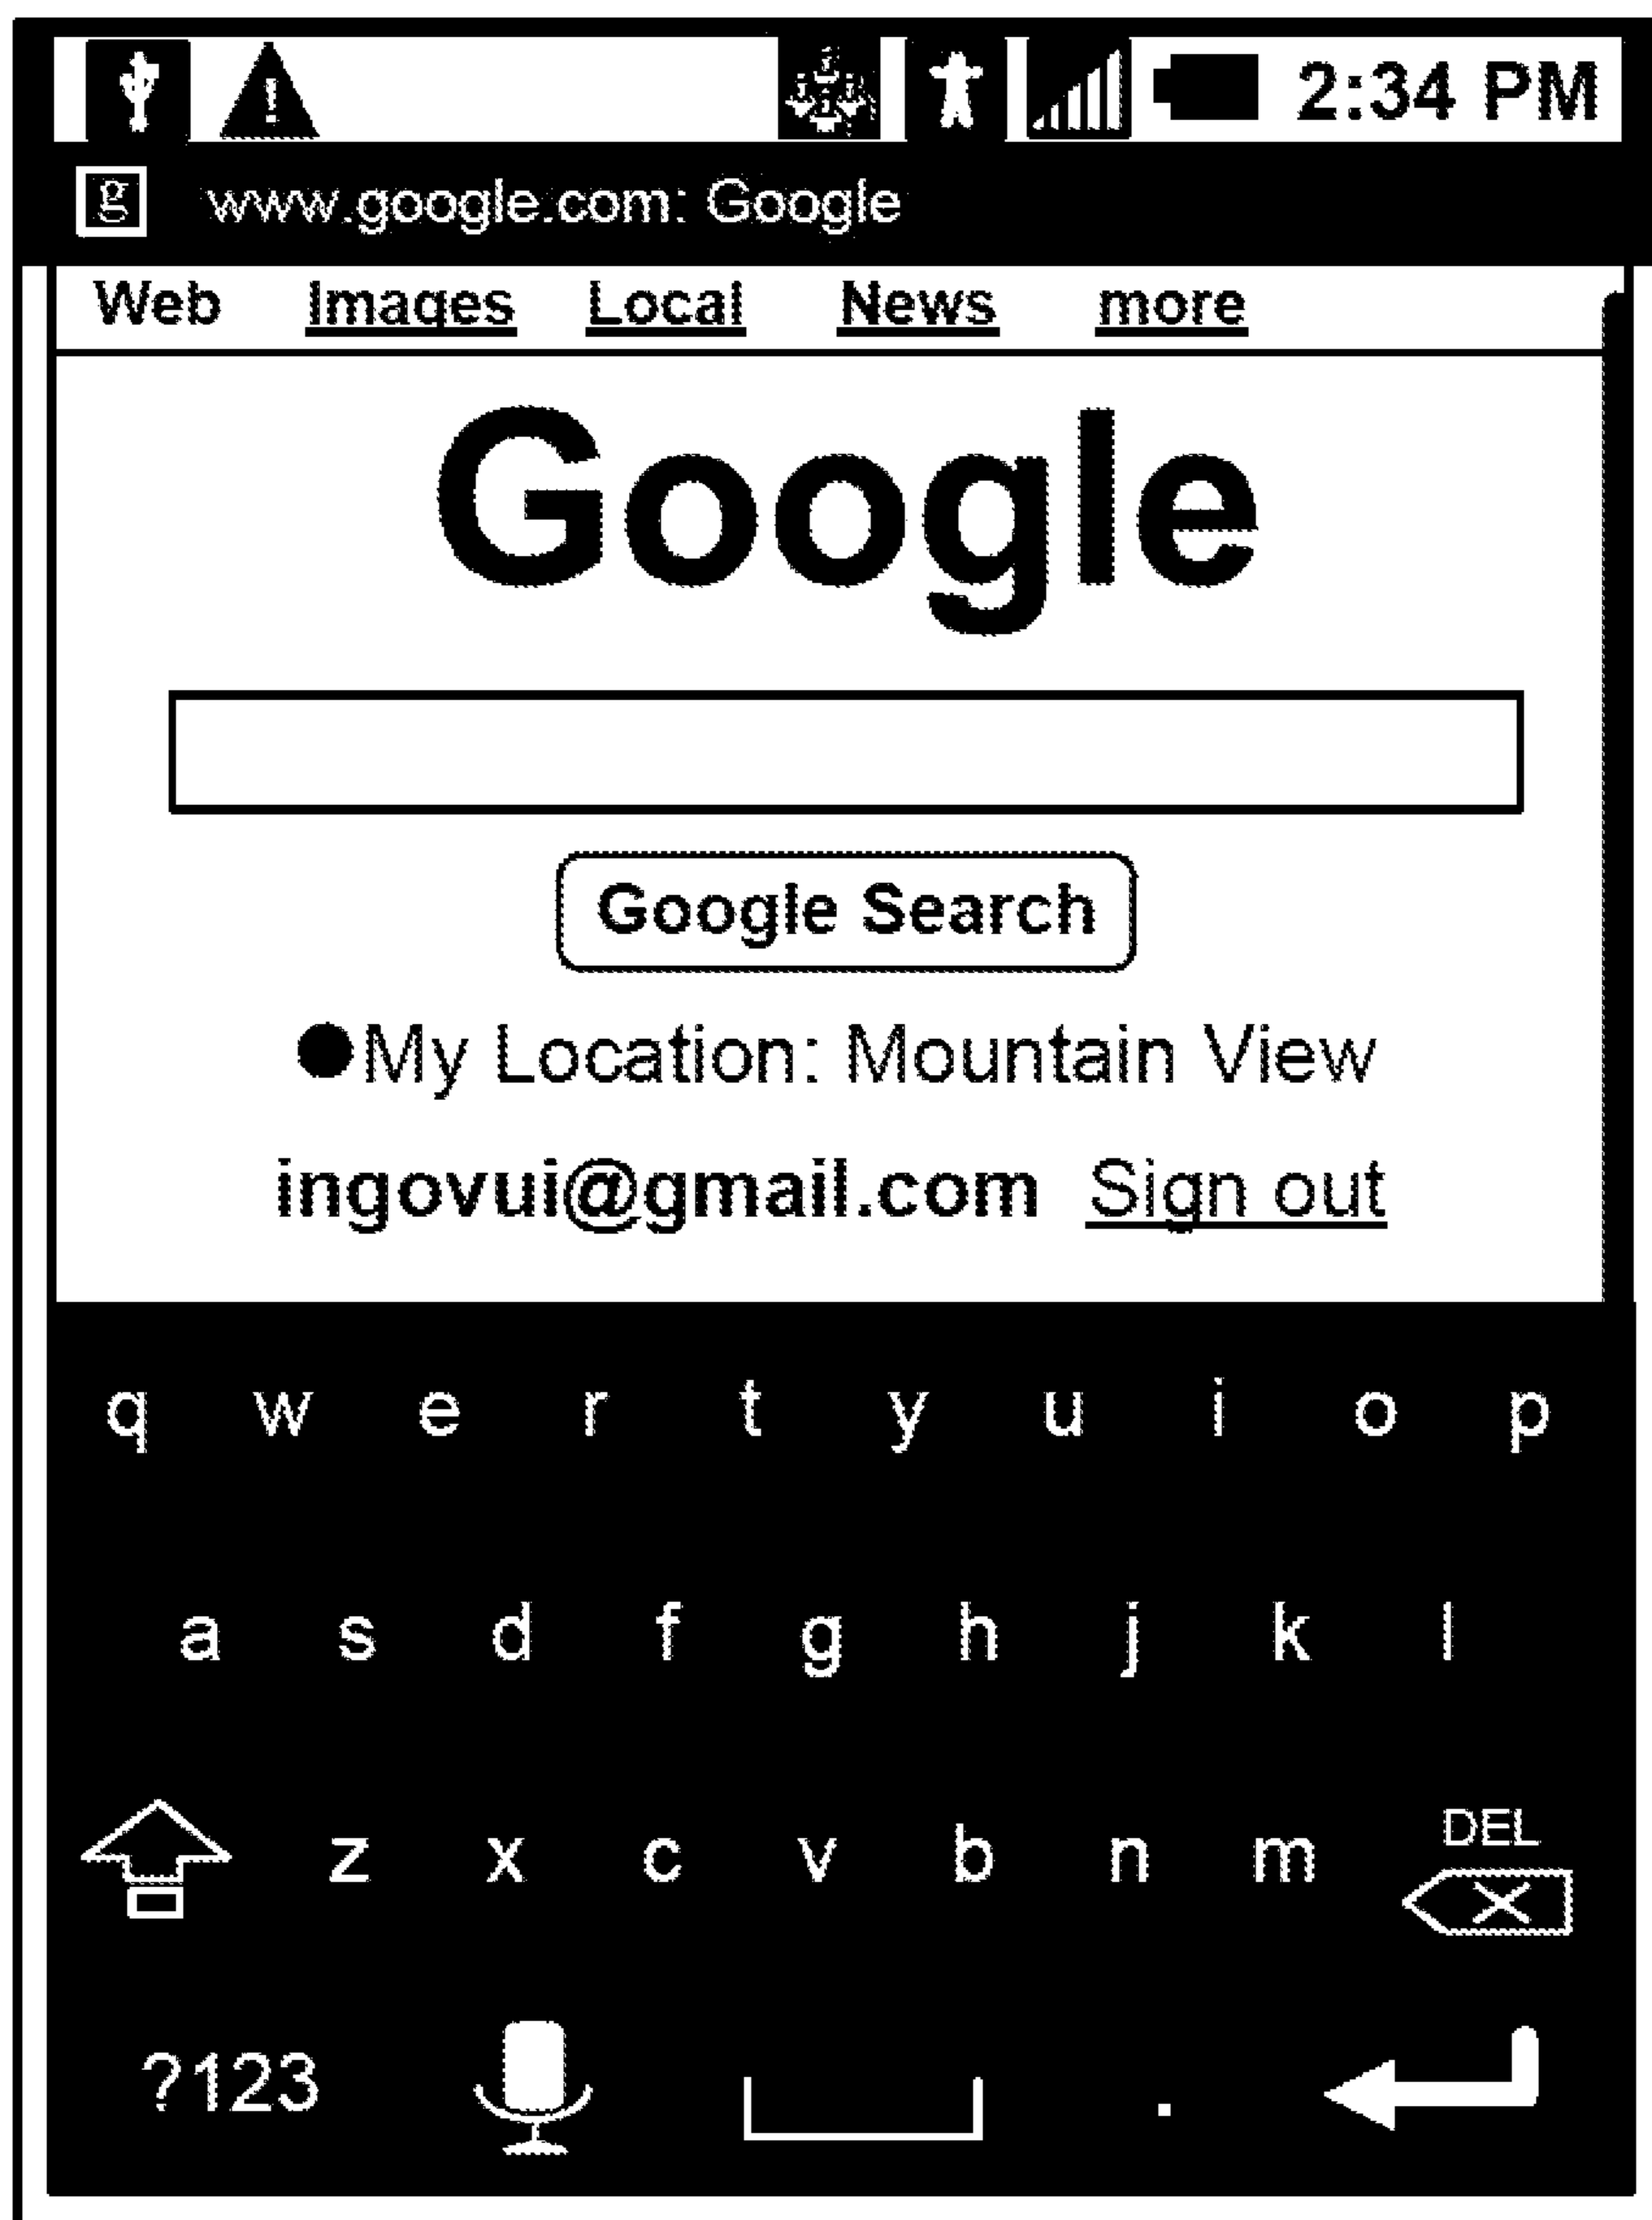 2:34 PM
g www.google.com: Google
Web Images Local News more
Google
Google Search
My Location: Mountain View
ingovui@gmail.com Sign out
q w e r t y u i o p
a s d f g h j k l
z x c v b n m DEL
?123 .